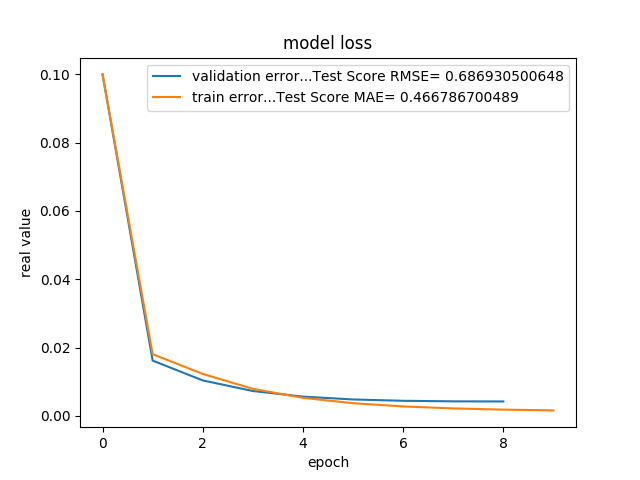 model loss
validation error...Test Score RMSE= 0.686930500648
train error...Test Score MAE= 0.466786700489
real value
0.10
0.08
0.06
0.04
0.02
0.00
0 2 4 6 8
epoch